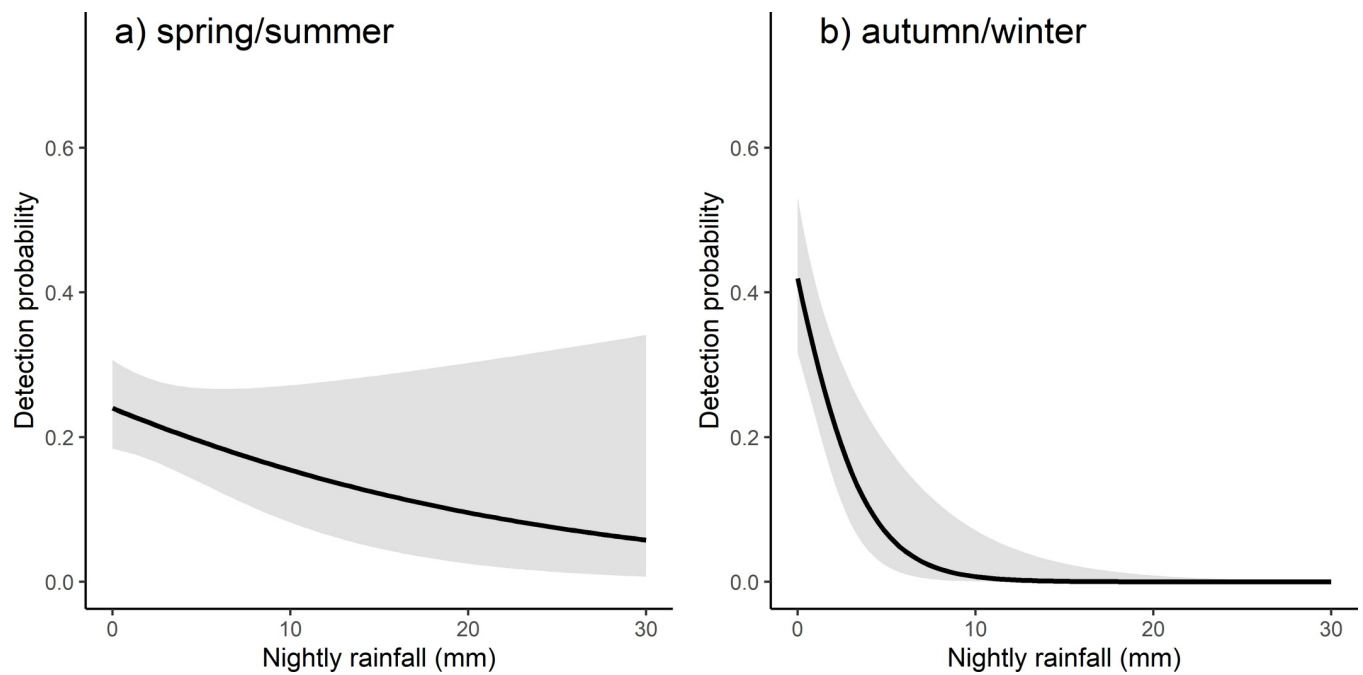 a) spring/summer
Detection probability
0.6
0.4
0.2
0.0
0
10
20
30
Nightly rainfall (mm)
b) autumn/winter
Detection probability
0.6
0.4
0.2
0.0
0
10
20
30
Nightly rainfall (mm)